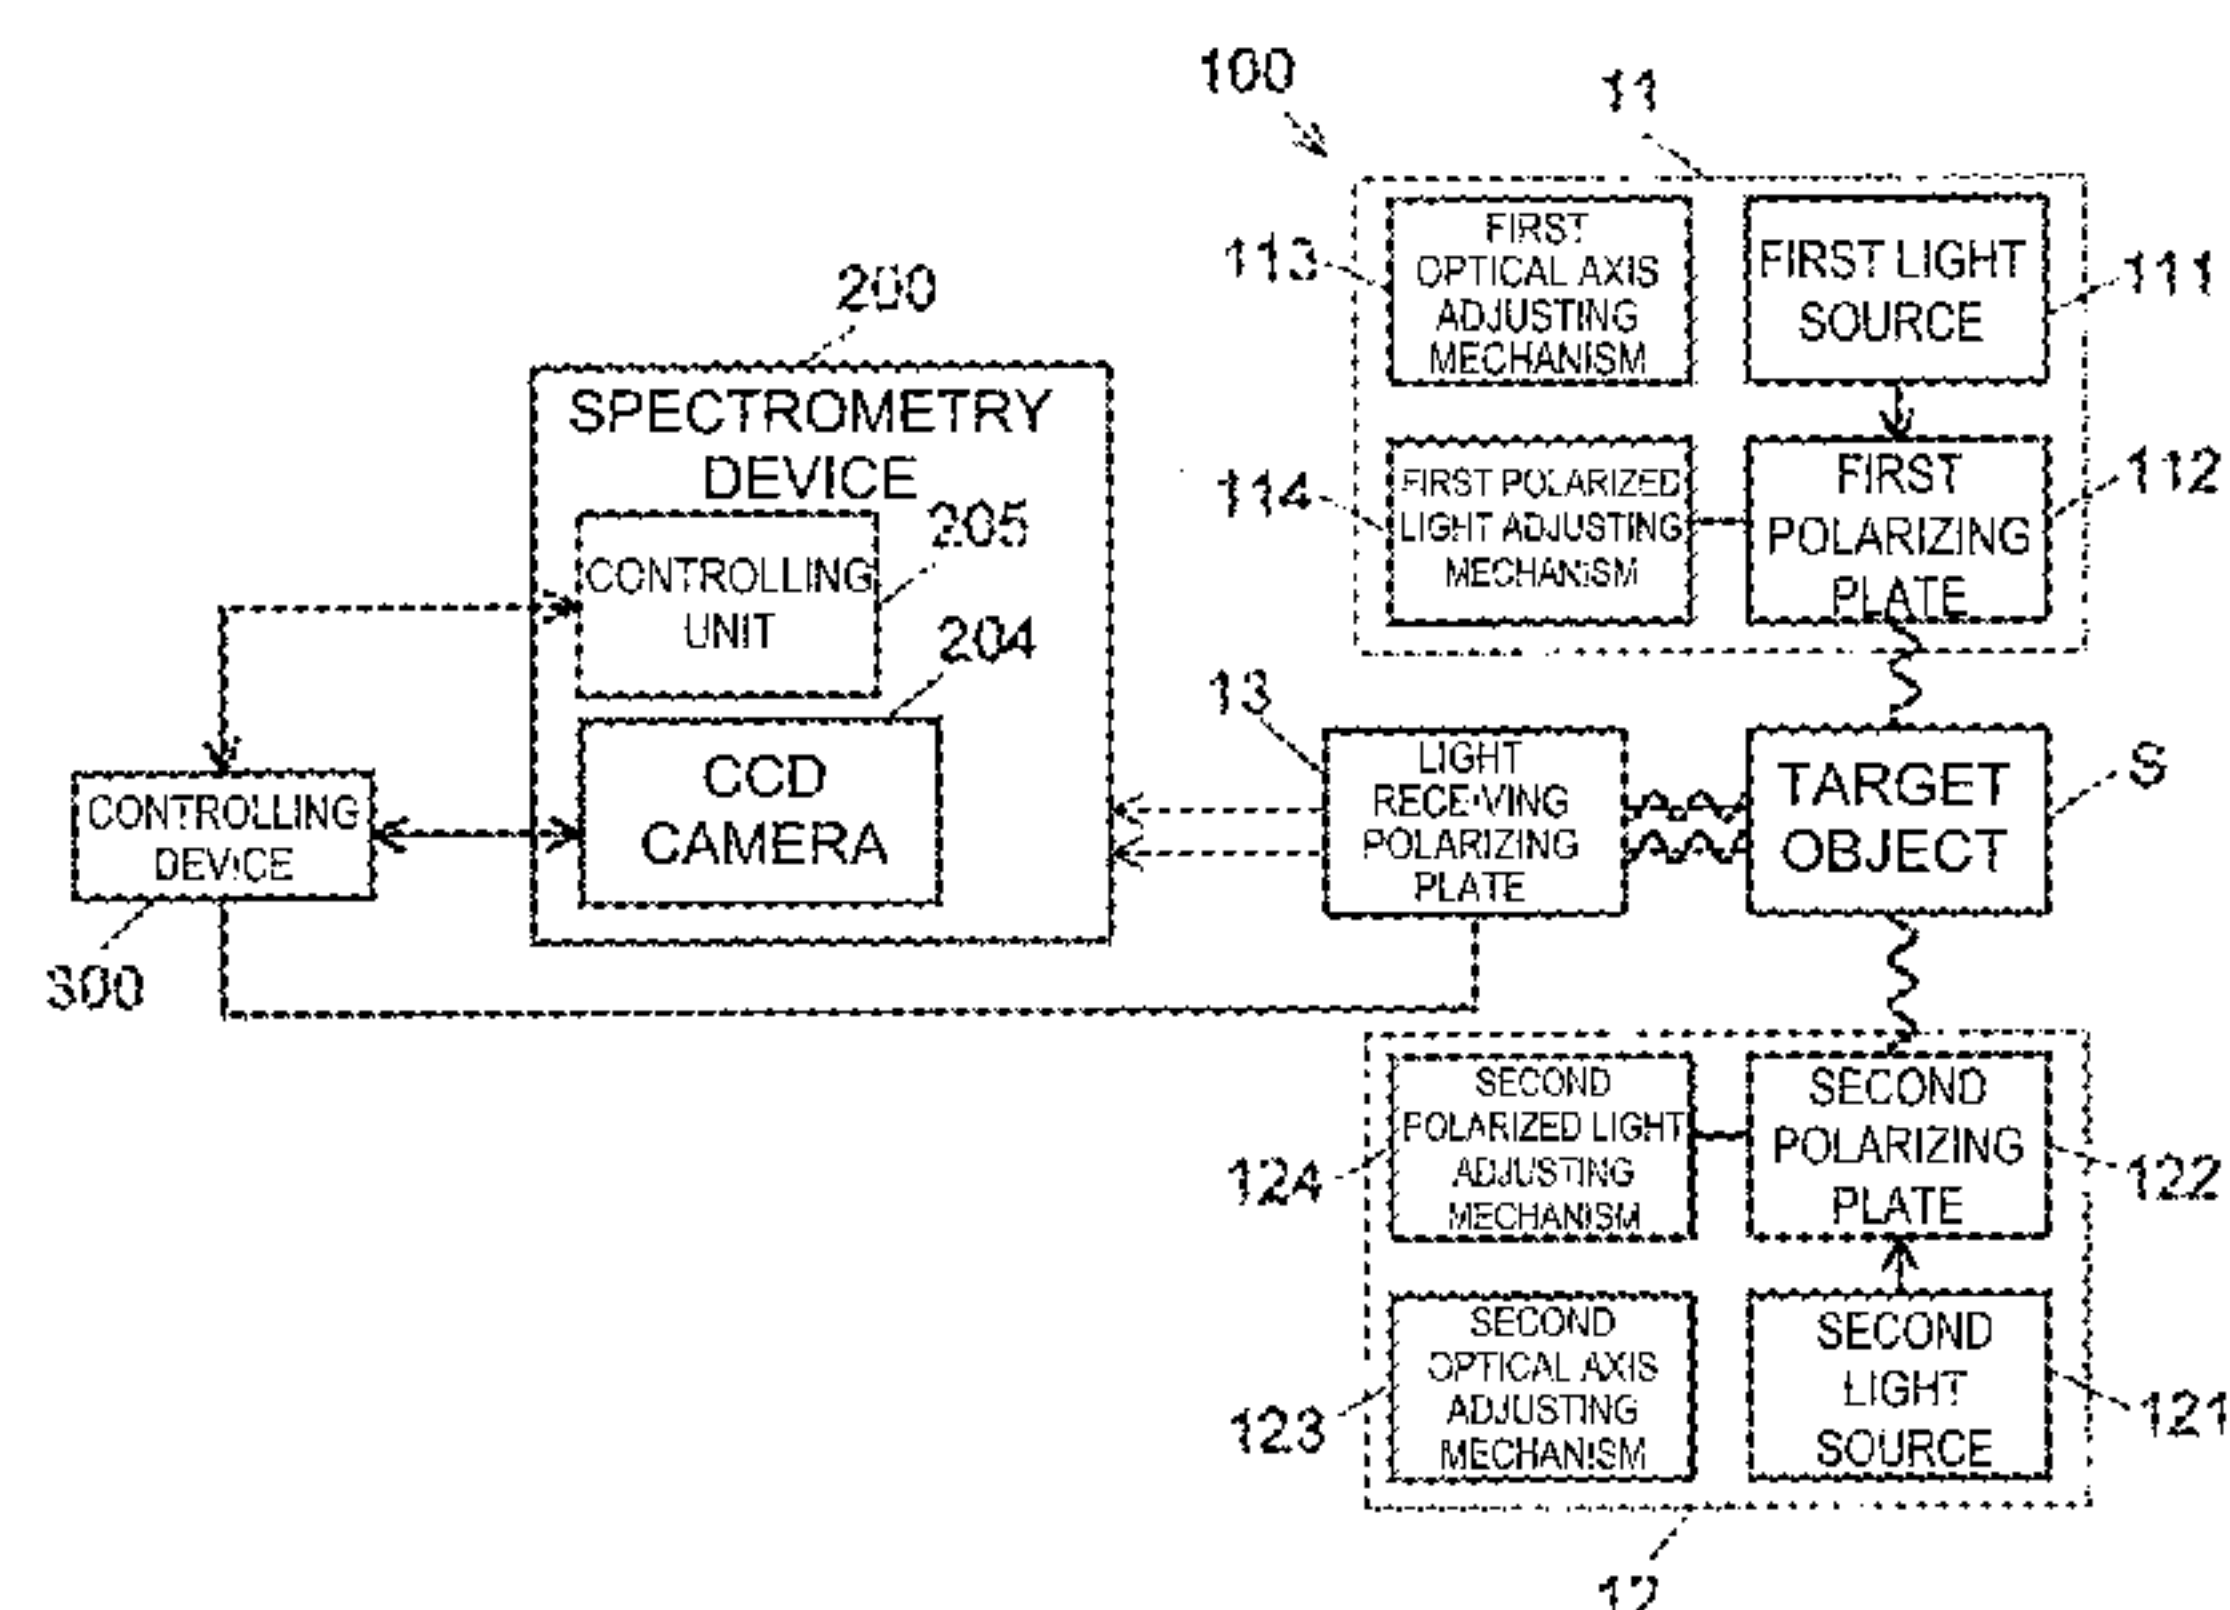 100
11
113
FIRST
OPTICAL AXIS
ADJUSTING
MECHANISM
FIRST LIGHT
SOURCE
111
114
FIRST POLARIZED
LIGHT ADJUSTING
MECHANISM
FIRST
POLARIZING
PLATE
112
200
SPECTROMETRY
DEVICE
205
CONTROLLING
UNIT
204
CCD
CAMERA
CONTROLLING
DEVICE
300
13
LIGHT
RECEIVING
POLARIZING
PLATE
TARGET
OBJECT
S
124
SECOND
POLARIZED LIGHT
ADJUSTING
MECHANISM
SECOND
POLARIZING
PLATE
122
123
SECOND
OPTICAL AXIS
ADJUSTING
MECHANISM
SECOND
LIGHT
SOURCE
121
12